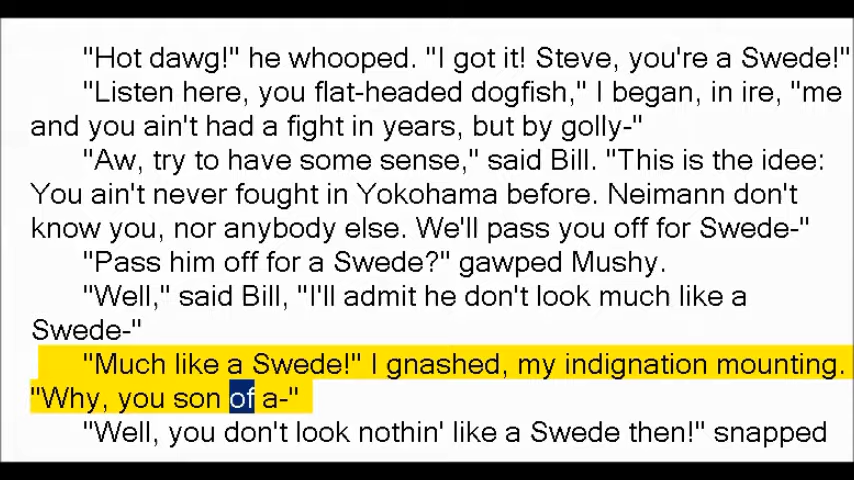 "Hot dawg!" he whooped. "I got it! Steve, you're a Swede!"
"Listen here, you flat-headed dogfish," I began, in ire, "me
and you ain't had a fight in years, but by golly-"
"Aw, try to have some sense," said Bill. "This is the idee:
You ain't never fought in Yokohama before. Neimann don't
know you, nor anybody else. We'll pass you off for Swede-"
"Pass him off for a Swede?" gawped Mushy.
"Well," said Bill, "I'll admit he don't look much like a
Swede-"
"Much like a Swede!" I gnashed, my indignation mounting.
"Why, you son of a-"
"Well, you don't look nothin' like a Swede then!" snapped